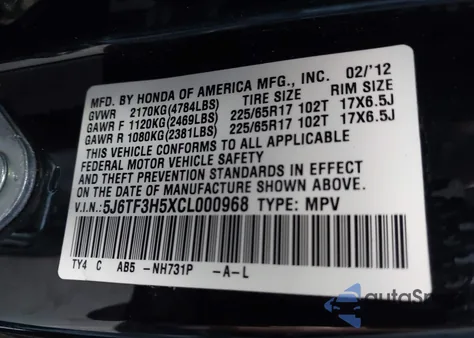 MFD. BY HONDA OF AMERICA MFG., INC. 02/'12
GVWR 2170KG(4784LBS) TIRE SIZE RIM SIZE
GAWR F 1120KG(2469LBS) 225/65R17 102T 17X6.5J
GAWR R 1080KG(2381LBS) 225/65R17 102T 17X6.5J
THIS VEHICLE CONFORMS TO ALL APPLICABLE
FEDERAL MOTOR VEHICLE SAFETY
AND THEFT PREVENTION STANDARDS IN EFFECT
ON THE DATE OF MANUFACTURE SHOWN ABOVE.
V.I.N.: 5J6TF3H5XCL000968 TYPE: MPV
TY4 C AB5 -NH731P -A-L